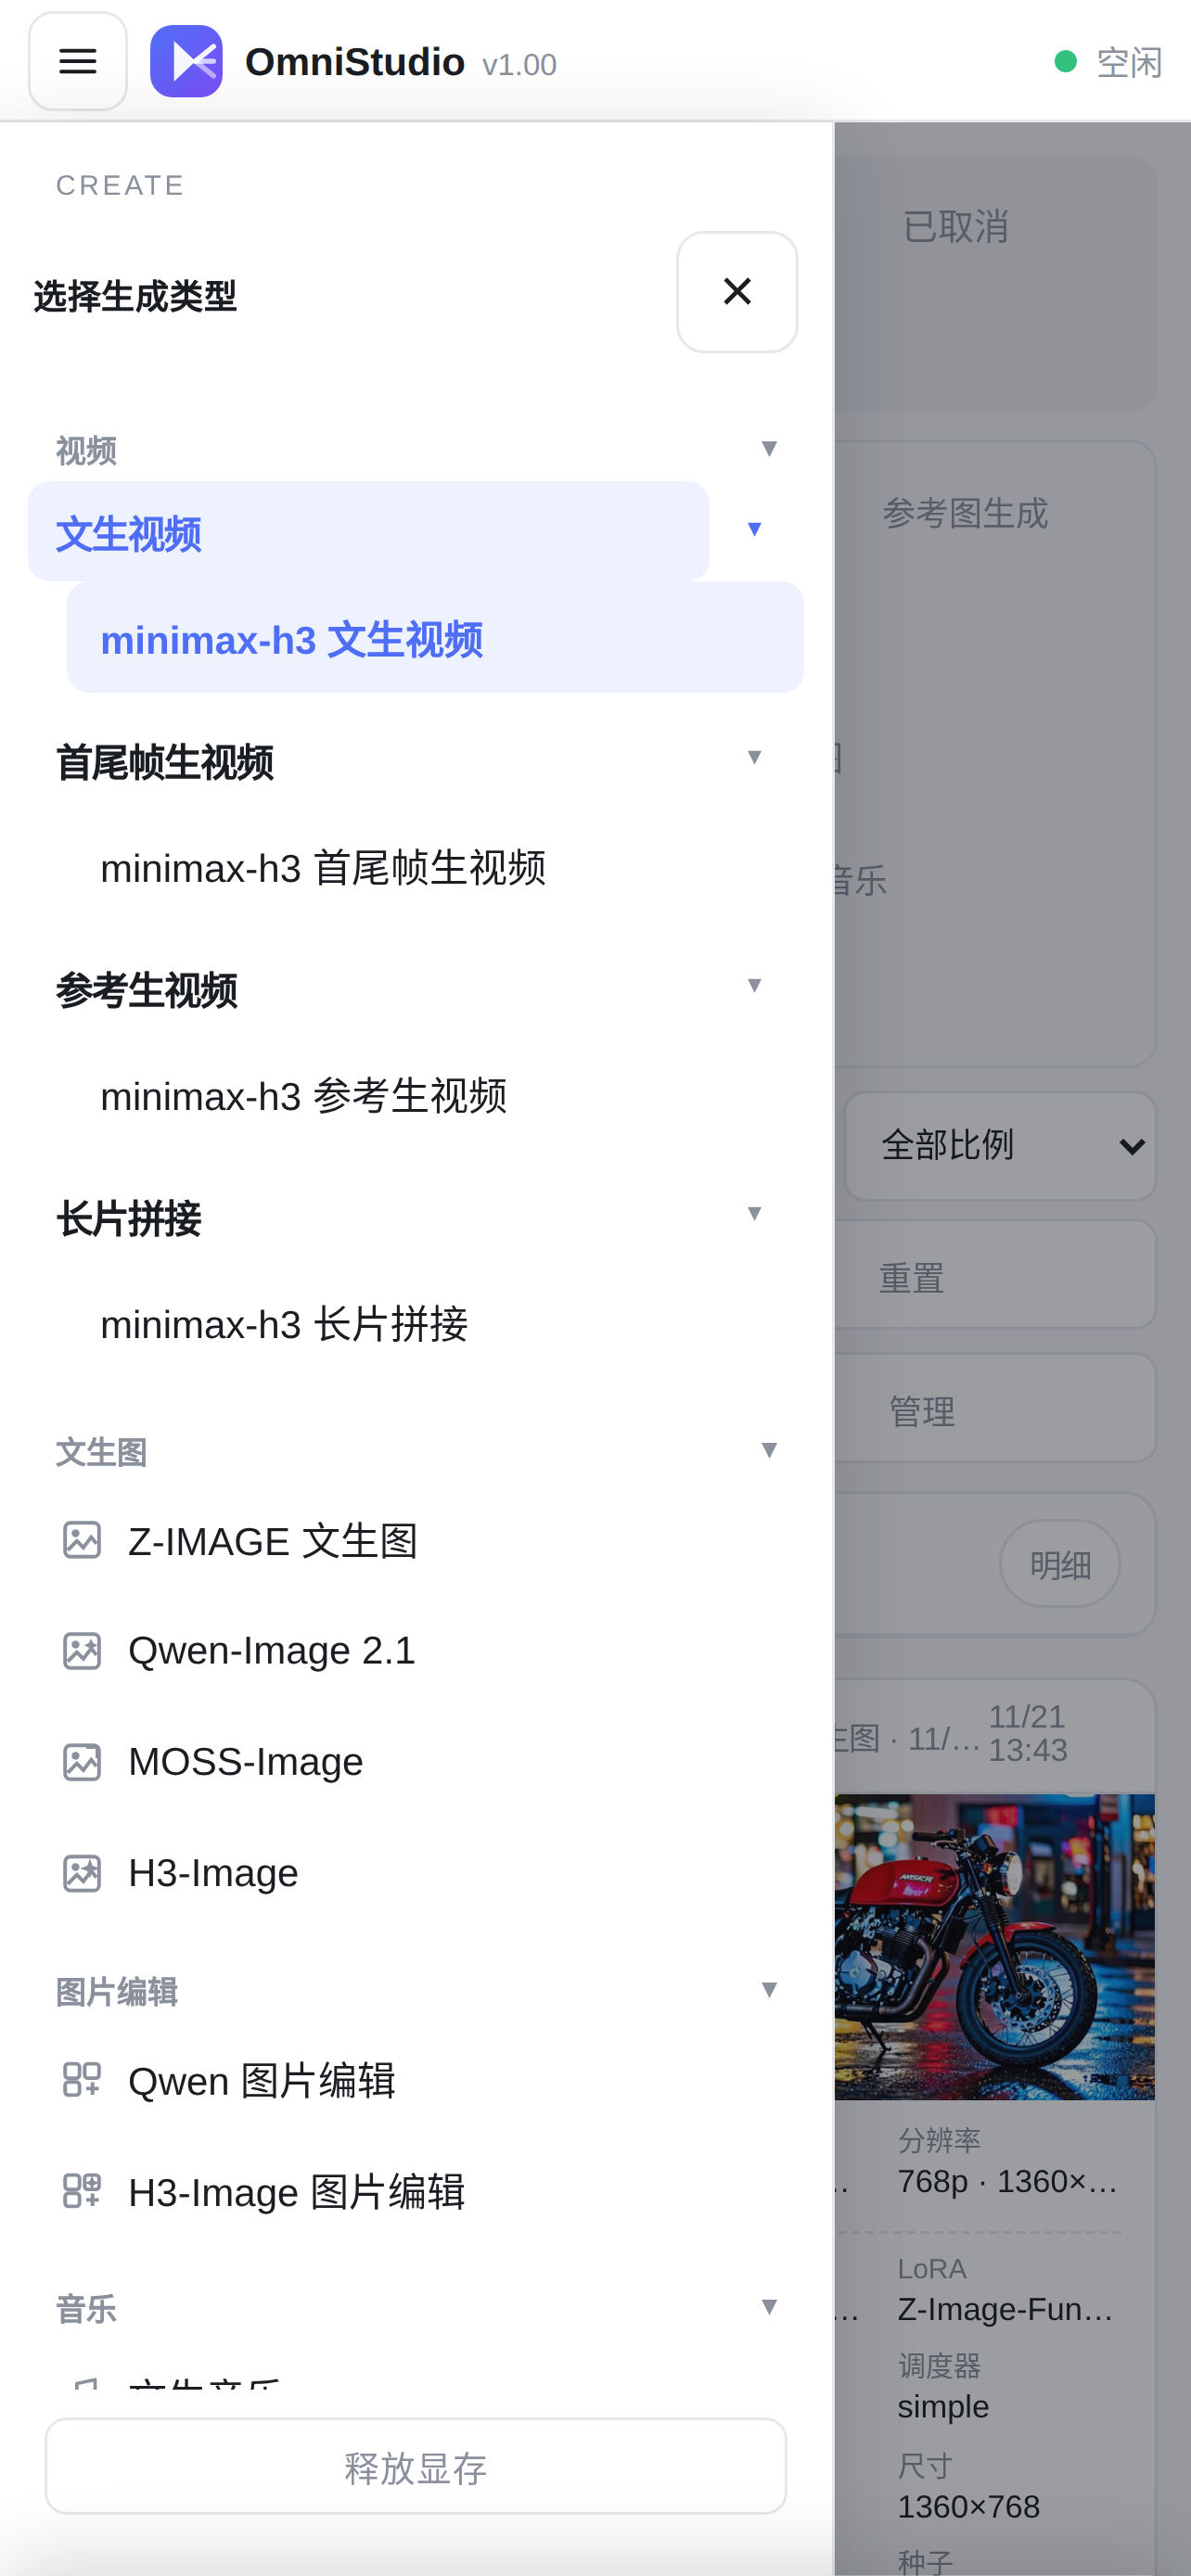 OmniStudio v1.00
空闲
CREATE
选择生成类型
视频
文生视频
minimax-h3 文生视频
首尾帧生视频
minimax-h3 首尾帧生视频
参考生视频
minimax-h3 参考生视频
长片拼接
minimax-h3 长片拼接
文生图
Z-IMAGE 文生图
Qwen-Image 2.1
MOSS-Image
H3-Image
图片编辑
Qwen 图片编辑
H3-Image 图片编辑
音乐
文生音乐
释放显存
已取消
参考图生成
音乐
全部比例
重置
管理
明细
生图 · 11/…
11/21
13:43
分辨率
768p · 1360×…
LoRA
Z-Image-Fun…
调度器
simple
尺寸
1360×768
种子